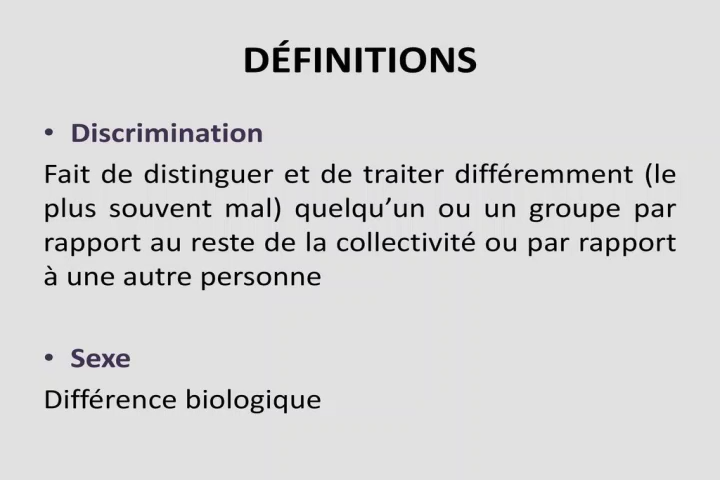 DÉFINITIONS
• Discrimination
Fait de distinguer et de traiter différemment (le
plus souvent mal) quelqu’un ou un groupe par
rapport au reste de la collectivité ou par rapport
à une autre personne
• Sexe
Différence biologique